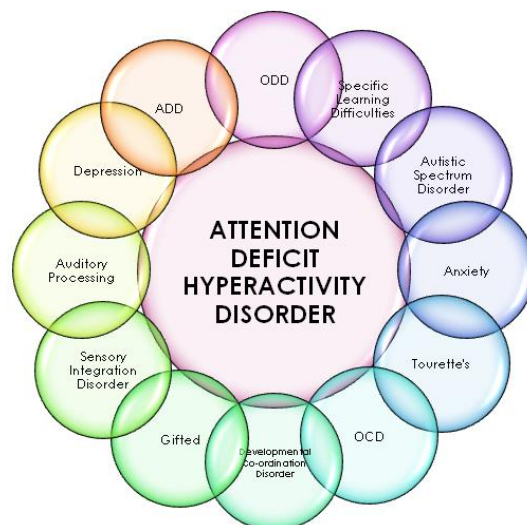 ODD
Specific
Learning
Difficulties
Autistic
Spectrum
Disorder
Anxiety
Tourette's
OCD
Developmental
Co-ordination
Disorder
Gifted
Sensory
Integration
Disorder
Auditory
Processing
Depression
ADD
ATTENTION
DEFICIT
HYPERACTIVITY
DISORDER